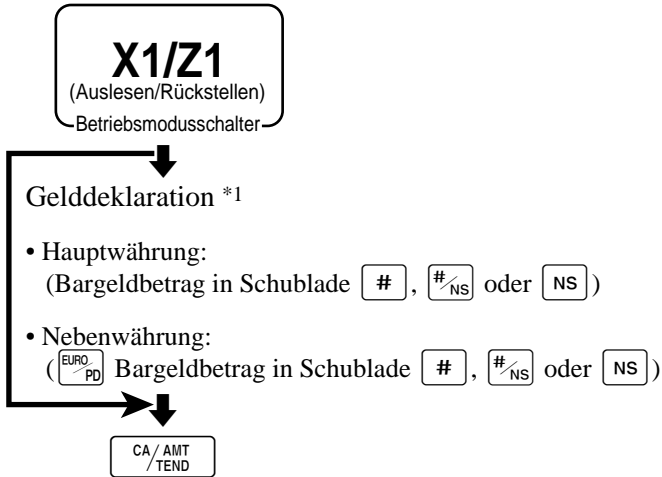 X1/Z1
(Auslesen/Rückstellen)
Betriebsmodusschalter
Gelddeklaration *1
• Hauptwährung:
(Bargeldbetrag in Schublade #, #/NS oder NS)
• Nebenwährung:
(EURO/PD Bargeldbetrag in Schublade #, #/NS oder NS)
CA/AMT
/TEND